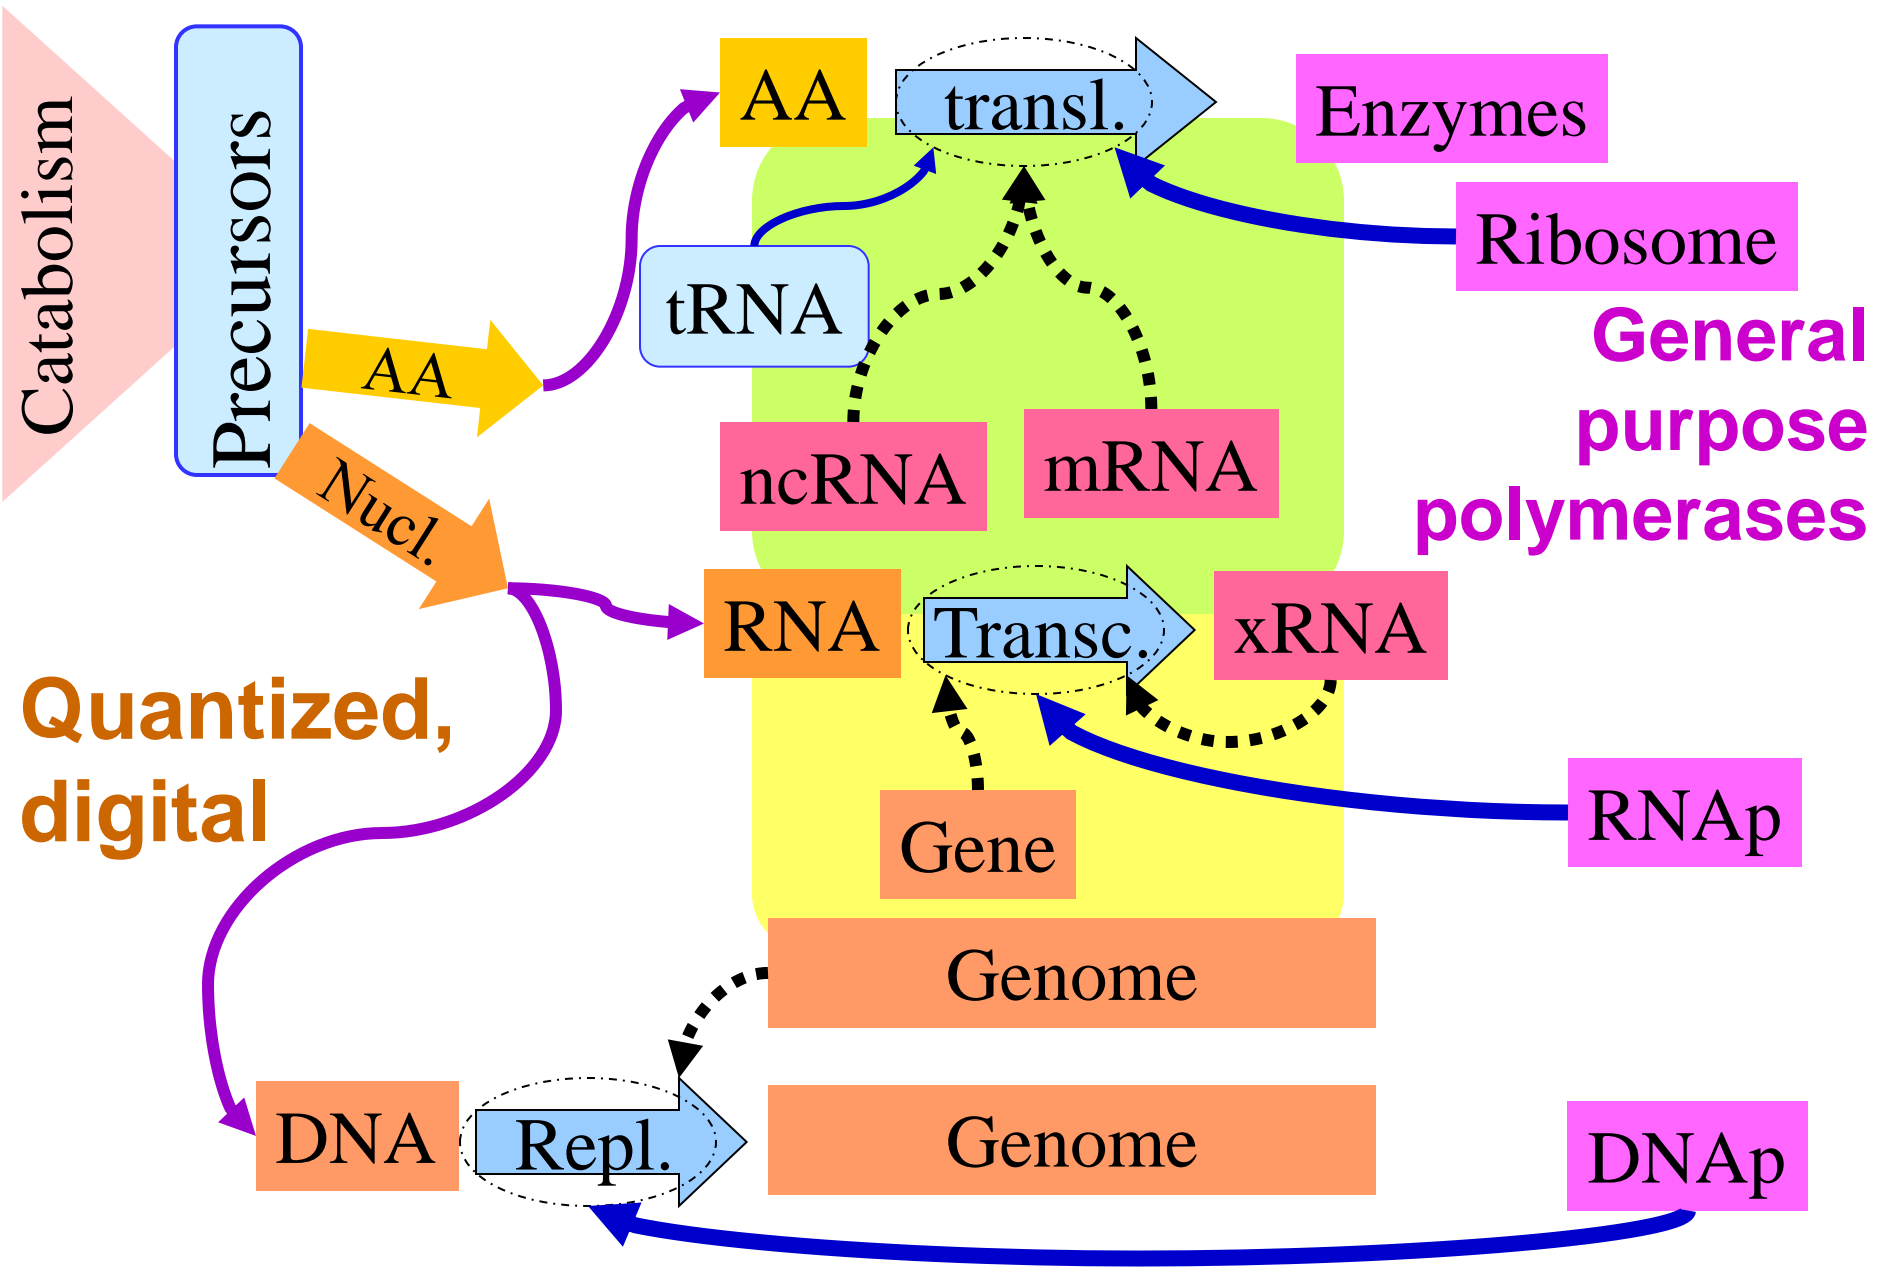 Catabolism
Precursors
AA
Nucl.
AA
transl.
Enzymes
Ribosome
tRNA
General
purpose
polymerases
ncRNA
mRNA
RNA
Transc.
xRNA
Quantized,
digital
Gene
RNAp
Genome
DNA
Repl.
Genome
DNAp